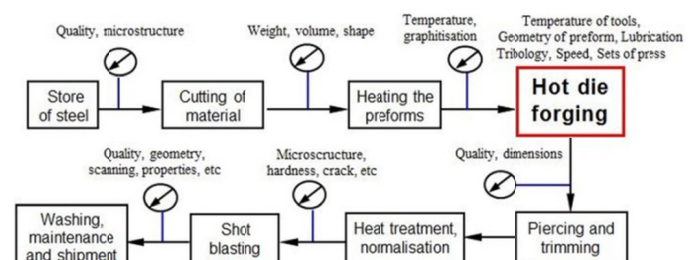 Quality, microstructure
Weight, volume, shape
Temperature,
graphitisation
Temperature of tools,
Geometry of preform, Lubrication
Tribology, Speed, Sets of press
Store
of steel
Cutting of
material
Heating the
preforms
Hot die
forging
Quality, geometry,
scanning, properties, etc
Microscructure,
hardness, crack, etc
Quality, dimensions
Washing,
maintenance
and shipment
Shot
blasting
Heat treatment,
normalisation
Piercing and
trimming